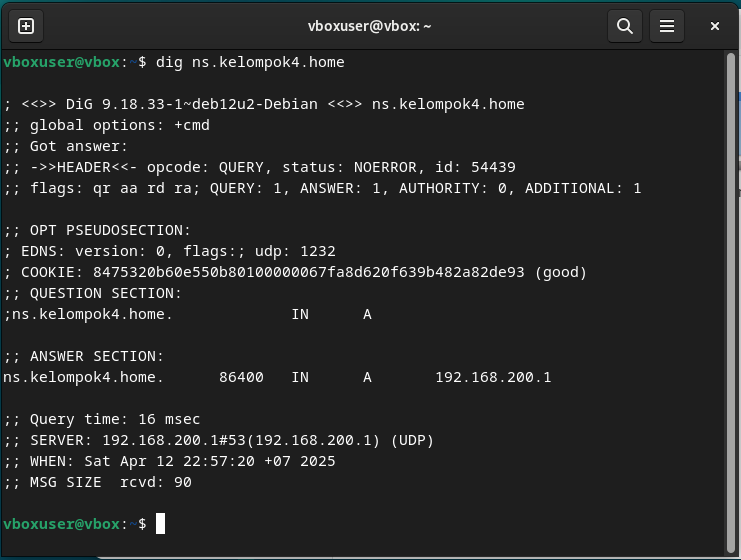 vboxuser@vbox: ~
vboxuser@vbox:~$ dig ns.kelompok4.home
; <<>> DiG 9.18.33-1~deb12u2-Debian <<>> ns.kelompok4.home
;; global options: +cmd
;; Got answer:
;; ->>HEADER<<- opcode: QUERY, status: NOERROR, id: 54439
;; flags: qr aa rd ra; QUERY: 1, ANSWER: 1, AUTHORITY: 0, ADDITIONAL: 1
;; OPT PSEUDOSECTION:
; EDNS: version: 0, flags:; udp: 1232
; COOKIE: 8475320b60e550b80100000067fa8d620f639b482a82de93 (good)
;; QUESTION SECTION:
;ns.kelompok4.home. IN A
;; ANSWER SECTION:
ns.kelompok4.home. 86400 IN A 192.168.200.1
;; Query time: 16 msec
;; SERVER: 192.168.200.1#53(192.168.200.1) (UDP)
;; WHEN: Sat Apr 12 22:57:20 +07 2025
;; MSG SIZE  rcvd: 90
vboxuser@vbox:~$